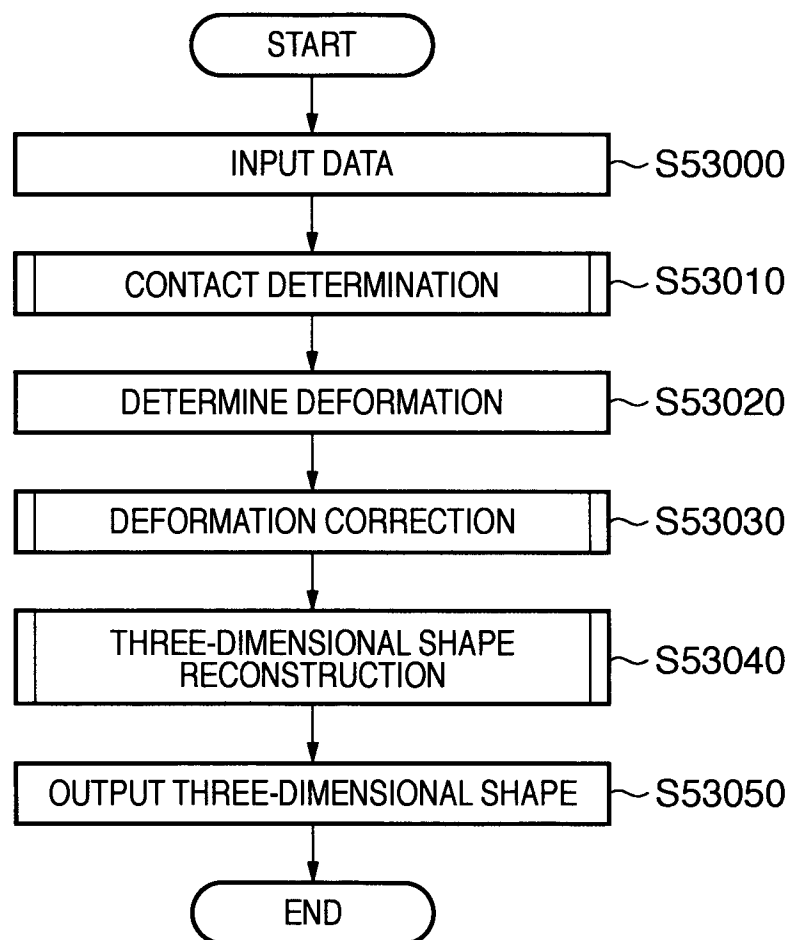 START
INPUT DATA
S53000
CONTACT DETERMINATION
S53010
DETERMINE DEFORMATION
S53020
DEFORMATION CORRECTION
S53030
THREE-DIMENSIONAL SHAPE
RECONSTRUCTION
S53040
OUTPUT THREE-DIMENSIONAL SHAPE
S53050
END